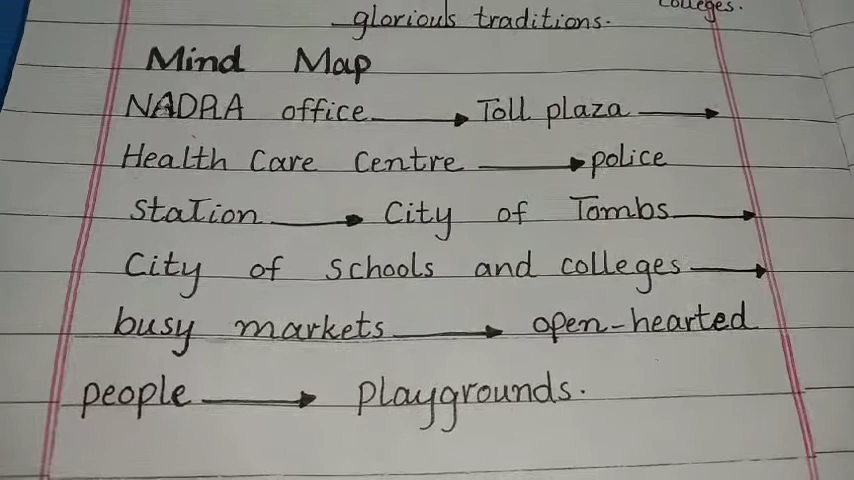 colleges.
glorious traditions.
Mind Map
NADRA office → Toll plaza →
Health Care Centre → police
Station → City of Tombs →
City of schools and colleges →
busy markets → open-hearted
people → playgrounds.